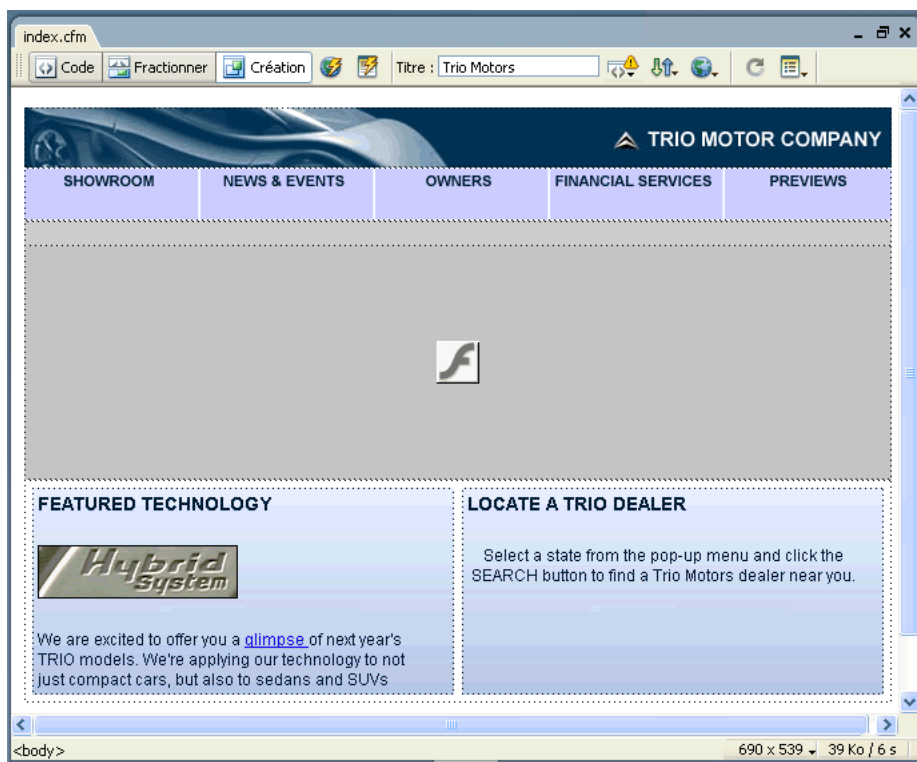 index.cfm
Code Fractionner Création Titre : Trio Motors
TRIO MOTOR COMPANY
SHOWROOM NEWS & EVENTS OWNERS FINANCIAL SERVICES PREVIEWS
FEATURED TECHNOLOGY
Hybrid
System
We are excited to offer you a glimpse of next year's
TRIO models. We're applying our technology to not
just compact cars, but also to sedans and SUVs
LOCATE A TRIO DEALER
Select a state from the pop-up menu and click the
SEARCH button to find a Trio Motors dealer near you.
<body> 690 x 539 39 Ko / 6 s